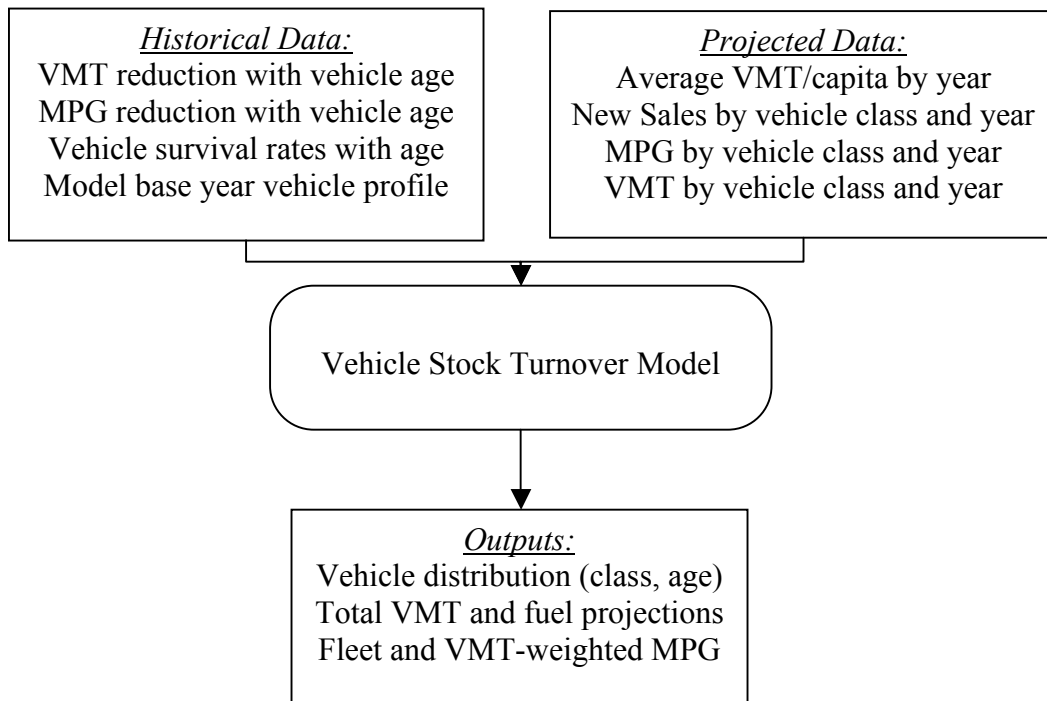 Historical Data:
VMT reduction with vehicle age
MPG reduction with vehicle age
Vehicle survival rates with age
Model base year vehicle profile
Projected Data:
Average VMT/capita by year
New Sales by vehicle class and year
MPG by vehicle class and year
VMT by vehicle class and year
Vehicle Stock Turnover Model
Outputs:
Vehicle distribution (class, age)
Total VMT and fuel projections
Fleet and VMT-weighted MPG